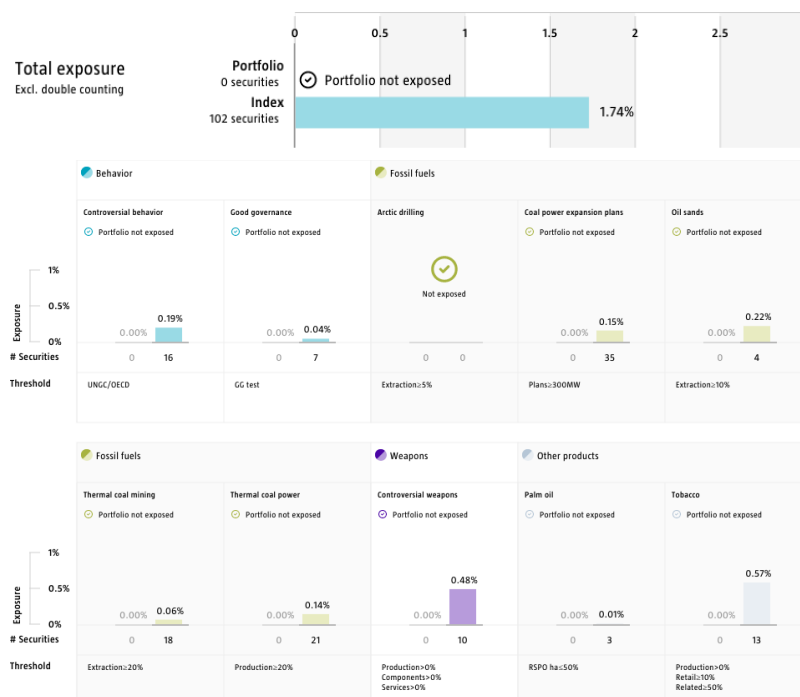 0 0.5 1 1.5 2 2.5
Total exposure
Excl. double counting
Portfolio
0 securities
Portfolio not exposed
Index
102 securities
1.74%
Behavior
Fossil fuels
Controversial behavior
Good governance
Arctic drilling
Coal power expansion plans
Oil sands
Portfolio not exposed
Portfolio not exposed
Portfolio not exposed
Portfolio not exposed
Not exposed
Exposure
1%
0.5%
0%
0.00% 0.19%
0.00% 0.04%
0.00% 0.15%
0.00% 0.22%
# Securities
0 16
0 7
0 0
0 35
0 4
Threshold
UNGC/OECD
GG test
Extraction≥5%
Plans≥300MW
Extraction≥10%
Fossil fuels
Weapons
Other products
Thermal coal mining
Thermal coal power
Controversial weapons
Palm oil
Tobacco
Portfolio not exposed
Portfolio not exposed
Portfolio not exposed
Portfolio not exposed
Portfolio not exposed
Exposure
1%
0.5%
0%
0.00% 0.06%
0.00% 0.14%
0.00% 0.48%
0.00% 0.01%
0.00% 0.57%
# Securities
0 18
0 21
0 10
0 3
0 13
Threshold
Extraction≥20%
Production≥20%
Production>0%
Components>0%
Services>0%
RSPO ha≤50%
Production>0%
Retail≥10%
Related≥50%